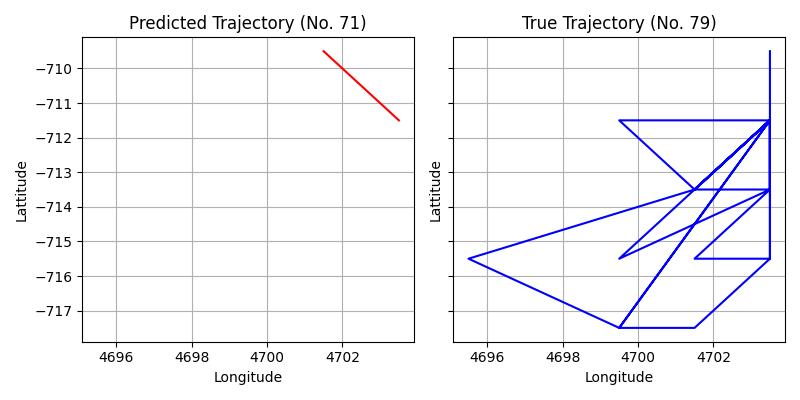 Predicted Trajectory (No. 71)
True Trajectory (No. 79)
Lattitude
−710
−711
−712
−713
−714
−715
−716
−717
4696
4698
4700
4702
Longitude
Lattitude
4696
4698
4700
4702
Longitude